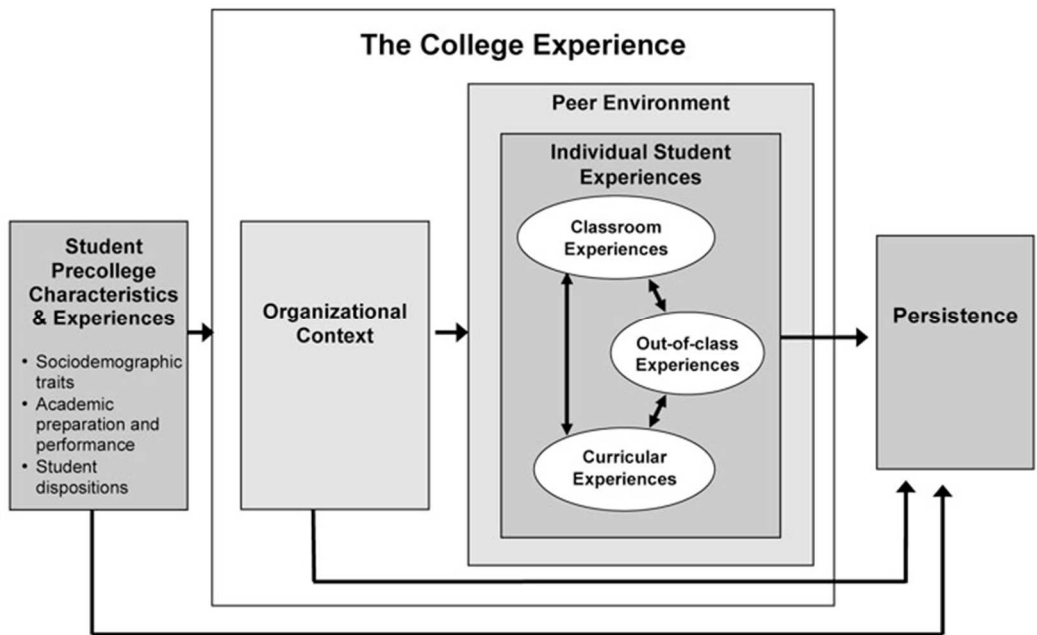 The College Experience
Peer Environment
Individual Student
Experiences
Classroom
Experiences
Student
Precollege
Characteristics
& Experiences
• Sociodemographic
traits
• Academic
preparation and
performance
• Student
dispositions
Organizational
Context
Out-of-class
Experiences
Curricular
Experiences
Persistence